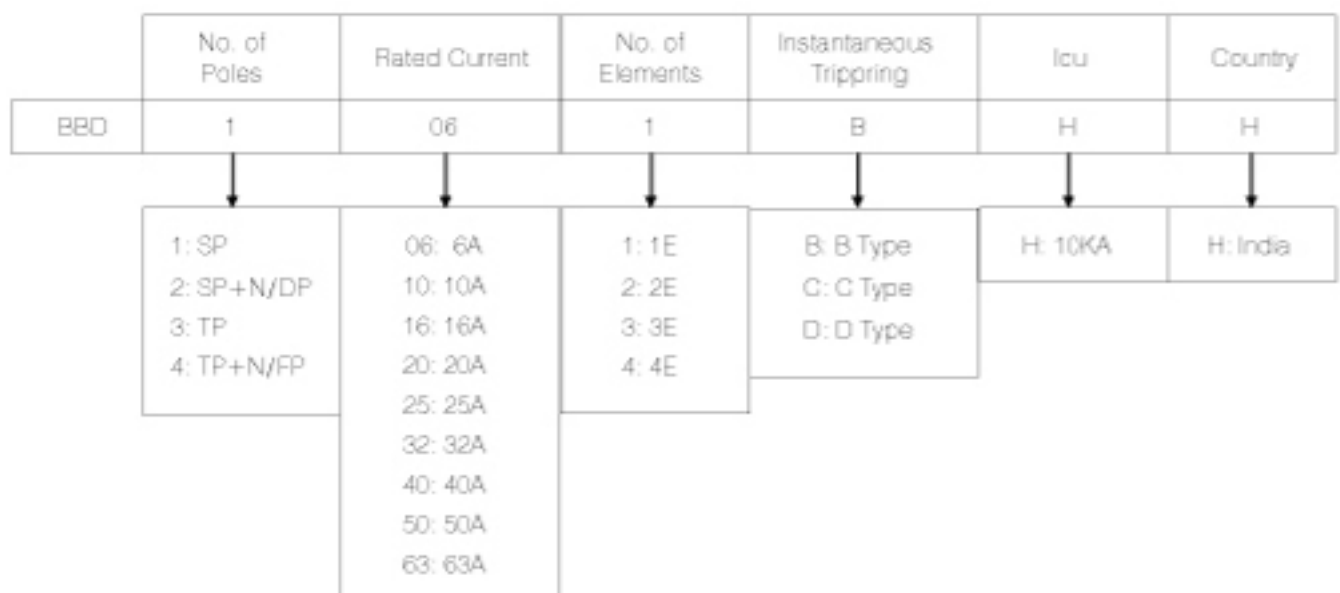 No. of Poles Rated Current No. of Elements Instantaneous Trippring Icu Country
BBD 1 06 1 B H H
1: SP
2: SP+N/DP
3: TP
4: TP+N/FP
06: 6A
10: 10A
16: 16A
20: 20A
25: 25A
32: 32A
40: 40A
50: 50A
63: 63A
1: 1E
2: 2E
3: 3E
4: 4E
B: B Type
C: C Type
D: D Type
H: 10KA
H: India